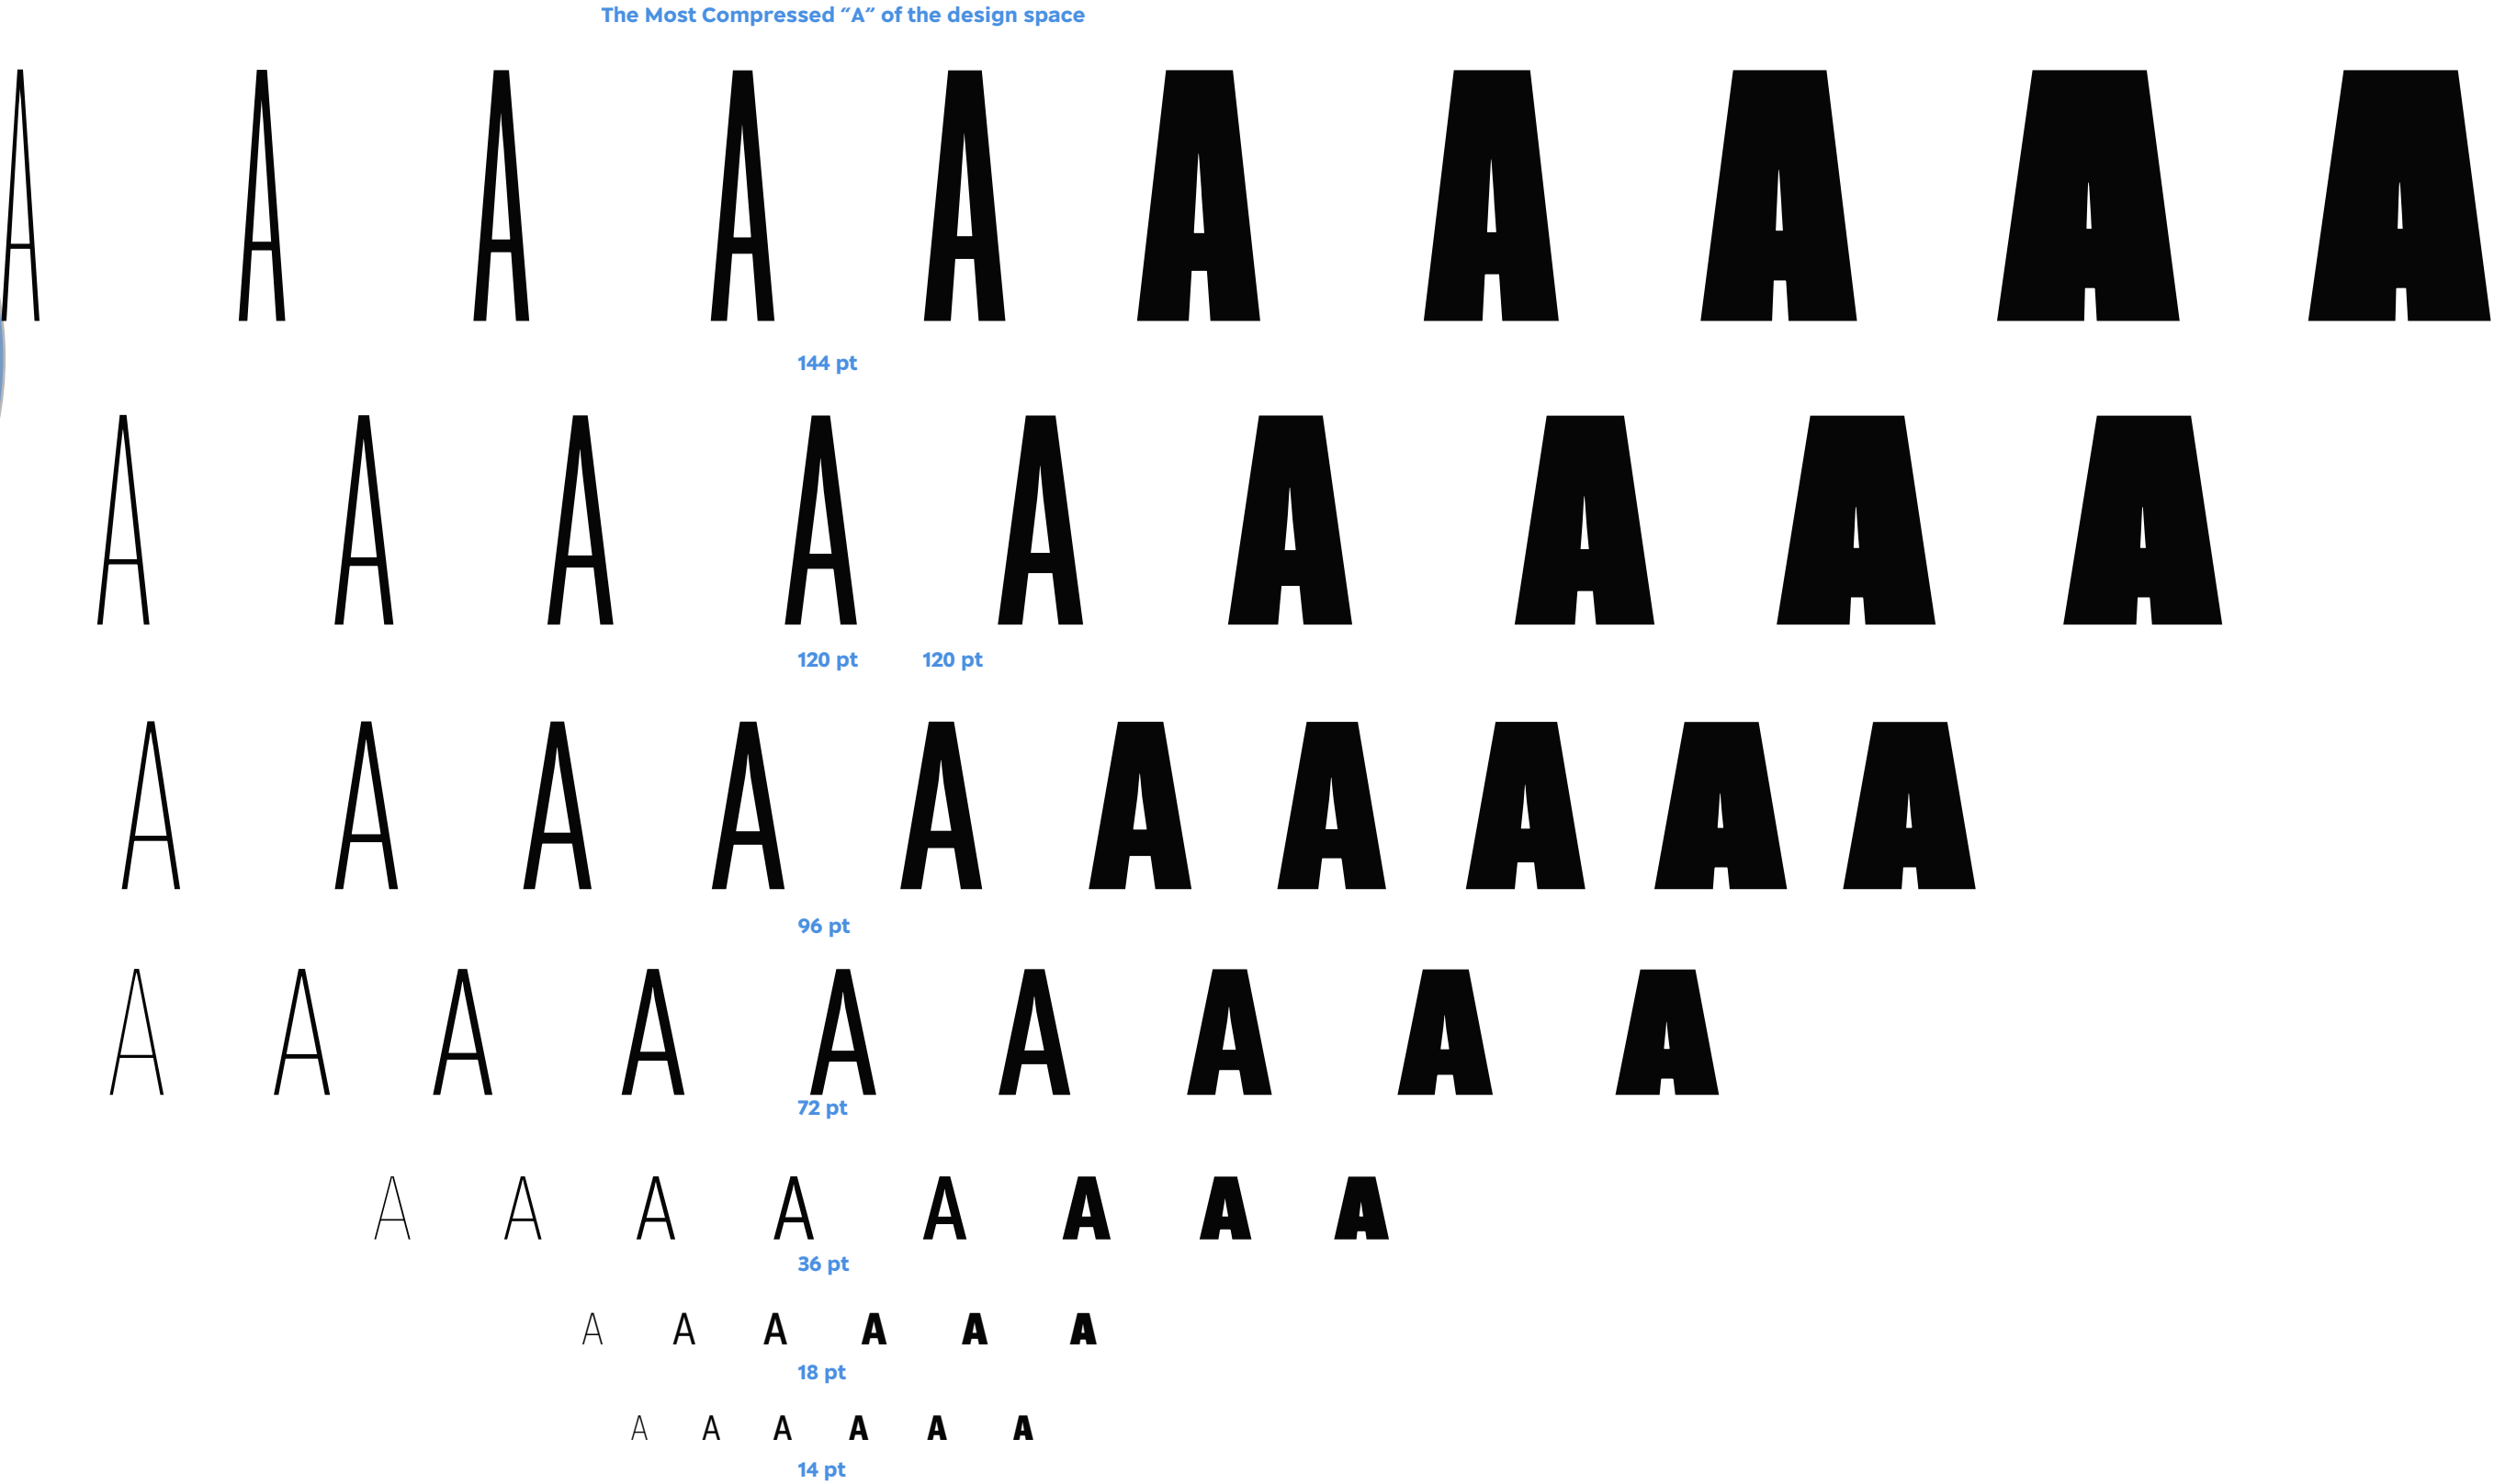 The Most Compressed “A” of the design space
A A A A A A A A A A
144 pt
A A A A A A A A A
120 pt 120 pt
A A A A A A A A A A
96 pt
A A A A A A A A A
72 pt
A A A A A A A A
36 pt
A A A A A A
18 pt
A A A A A A
14 pt